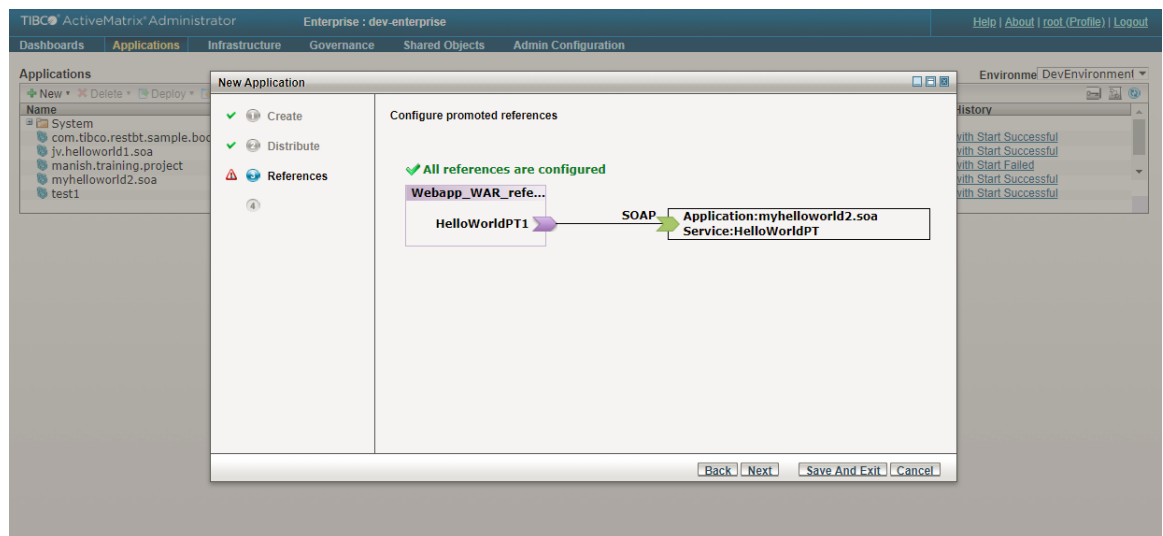 TIBCO ActiveMatrix Administrator Enterprise : dev-enterprise Help | About | root (Profile) | Logout
Dashboards Applications Infrastructure Governance Shared Objects Admin Configuration
Applications Environme DevEnvironment
New Delete Deploy
Name History
System
com.tibco.restbt.sample.boo with Start Successful
jv.helloworld1.soa with Start Successful
manish.training.project with Start Failed
myhelloworld2.soa with Start Successful
test1 with Start Successful
New Application
Create
Distribute
References
4
Configure promoted references
All references are configured
Webapp_WAR_refe...
HelloWorldPT1 SOAP Application:myhelloworld2.soa
Service:HelloWorldPT
Back Next Save And Exit Cancel